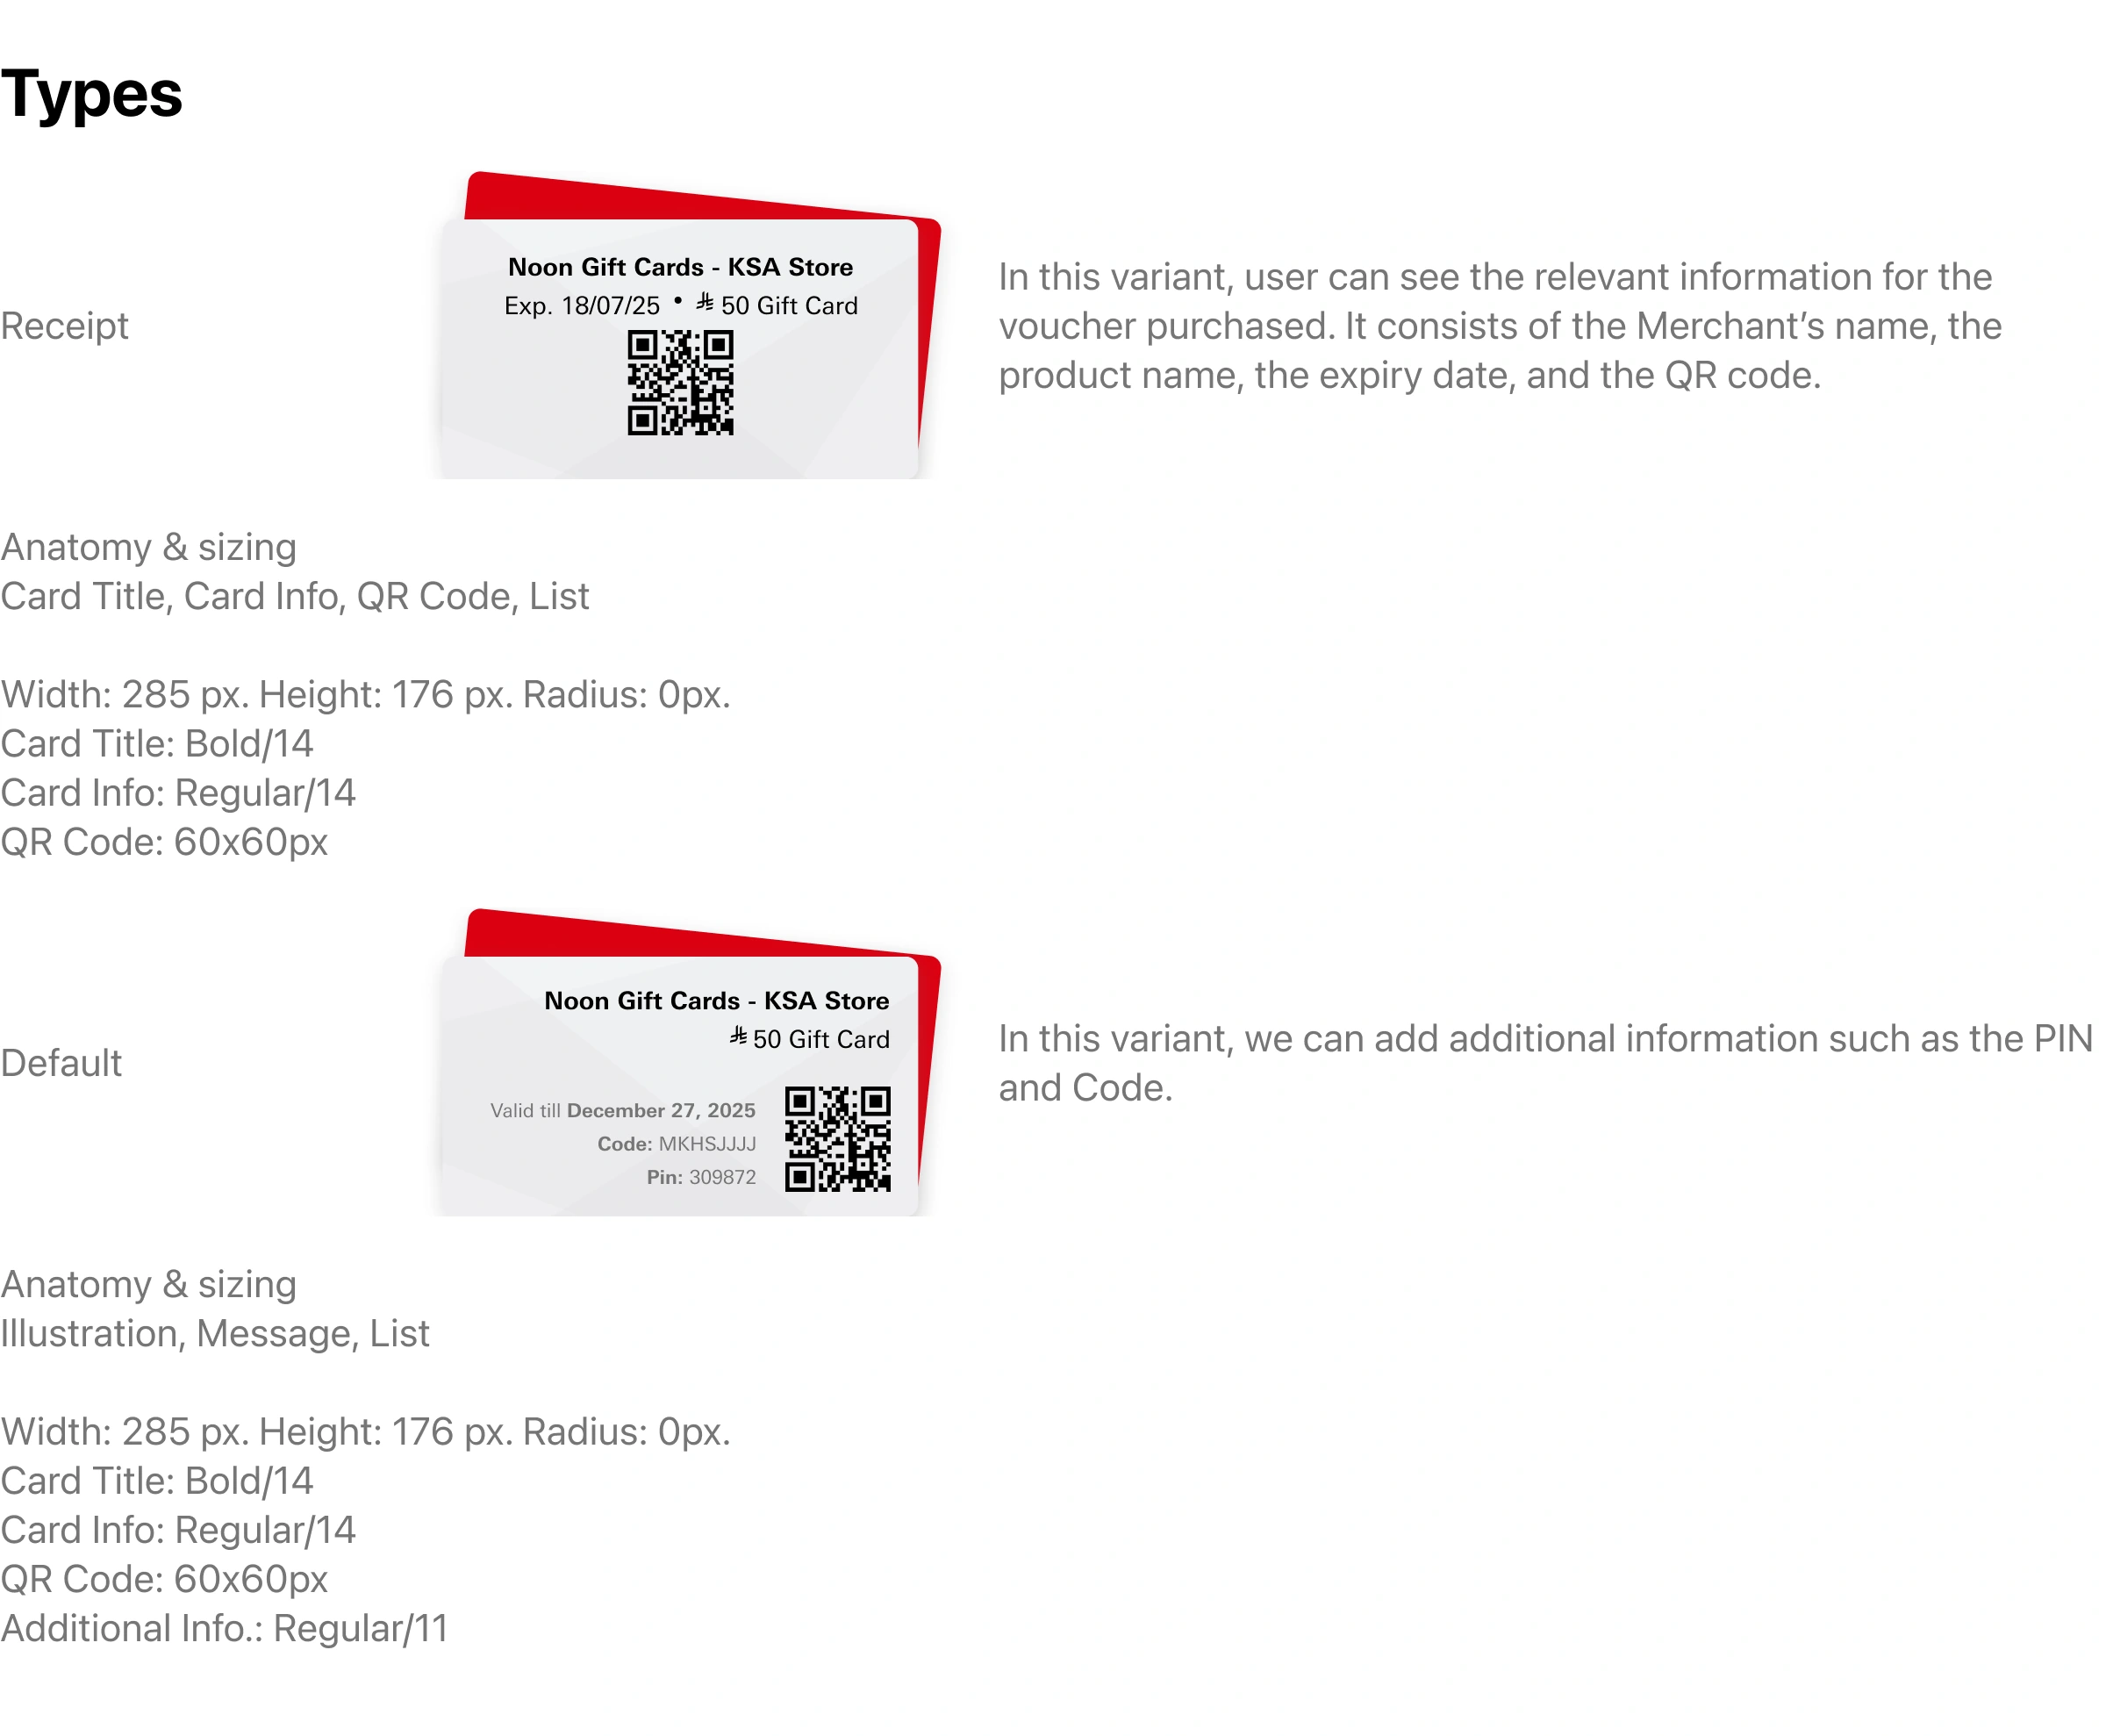 Types
Receipt
Noon Gift Cards - KSA Store
Exp. 18/07/25 • ⃁ 50 Gift Card
In this variant, user can see the relevant information for the
voucher purchased. It consists of the Merchant’s name, the
product name, the expiry date, and the QR code.
Anatomy & sizing
Card Title, Card Info, QR Code, List
Width: 285 px. Height: 176 px. Radius: 0px.
Card Title: Bold/14
Card Info: Regular/14
QR Code: 60x60px
Default
Noon Gift Cards - KSA Store
⃁ 50 Gift Card
Valid till December 27, 2025
Code: MKHSJJJJ
Pin: 309872
In this variant, we can add additional information such as the PIN
and Code.
Anatomy & sizing
Illustration, Message, List
Width: 285 px. Height: 176 px. Radius: 0px.
Card Title: Bold/14
Card Info: Regular/14
QR Code: 60x60px
Additional Info.: Regular/11